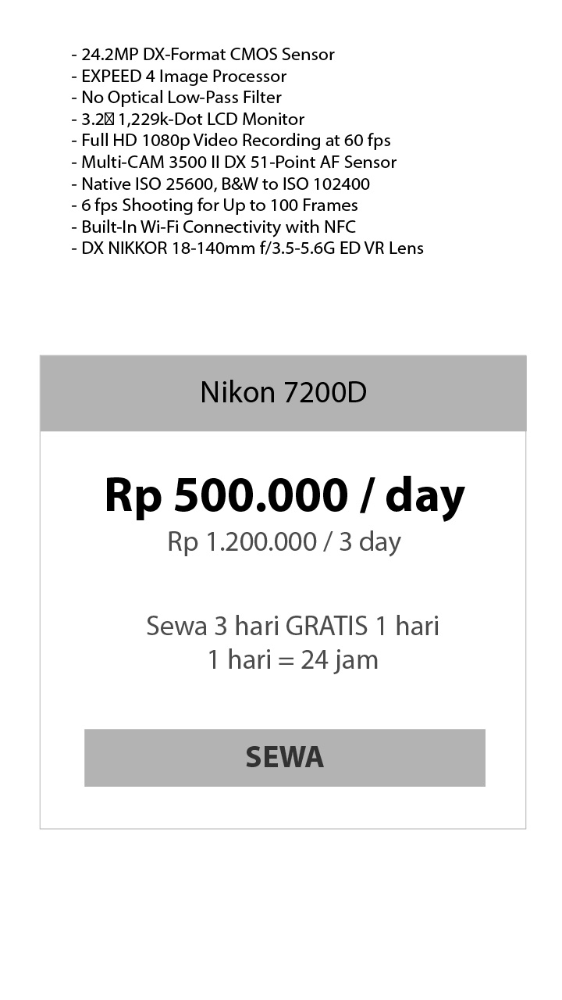 - 24.2MP DX-Format CMOS Sensor
- EXPEED 4 Image Processor
- No Optical Low-Pass Filter
- 3.2 1,229k-Dot LCD Monitor
- Full HD 1080p Video Recording at 60 fps
- Multi-CAM 3500 II DX 51-Point AF Sensor
- Native ISO 25600, B&W to ISO 102400
- 6 fps Shooting for Up to 100 Frames
- Built-In Wi-Fi Connectivity with NFC
- DX NIKKOR 18-140mm f/3.5-5.6G ED VR Lens
Nikon 7200D
Rp 500.000 / day
Rp 1.200.000 / 3 day
Sewa 3 hari GRATIS 1 hari
1 hari = 24 jam
SEWA